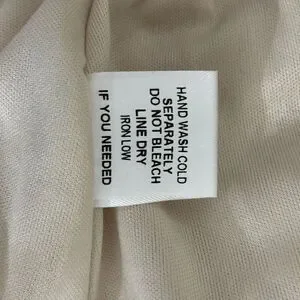 HAND WASH COLD
SEPARATELY
DO NOT BLEACH
LINE DRY
IRON LOW
IF YOU NEEDED